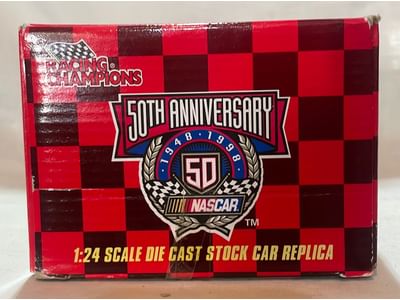 RACING®
CHAMPIONS
50TH ANNIVERSARY
1948 • 1998
50
NASCAR
TM
1:24 SCALE DIE CAST STOCK CAR REPLICA